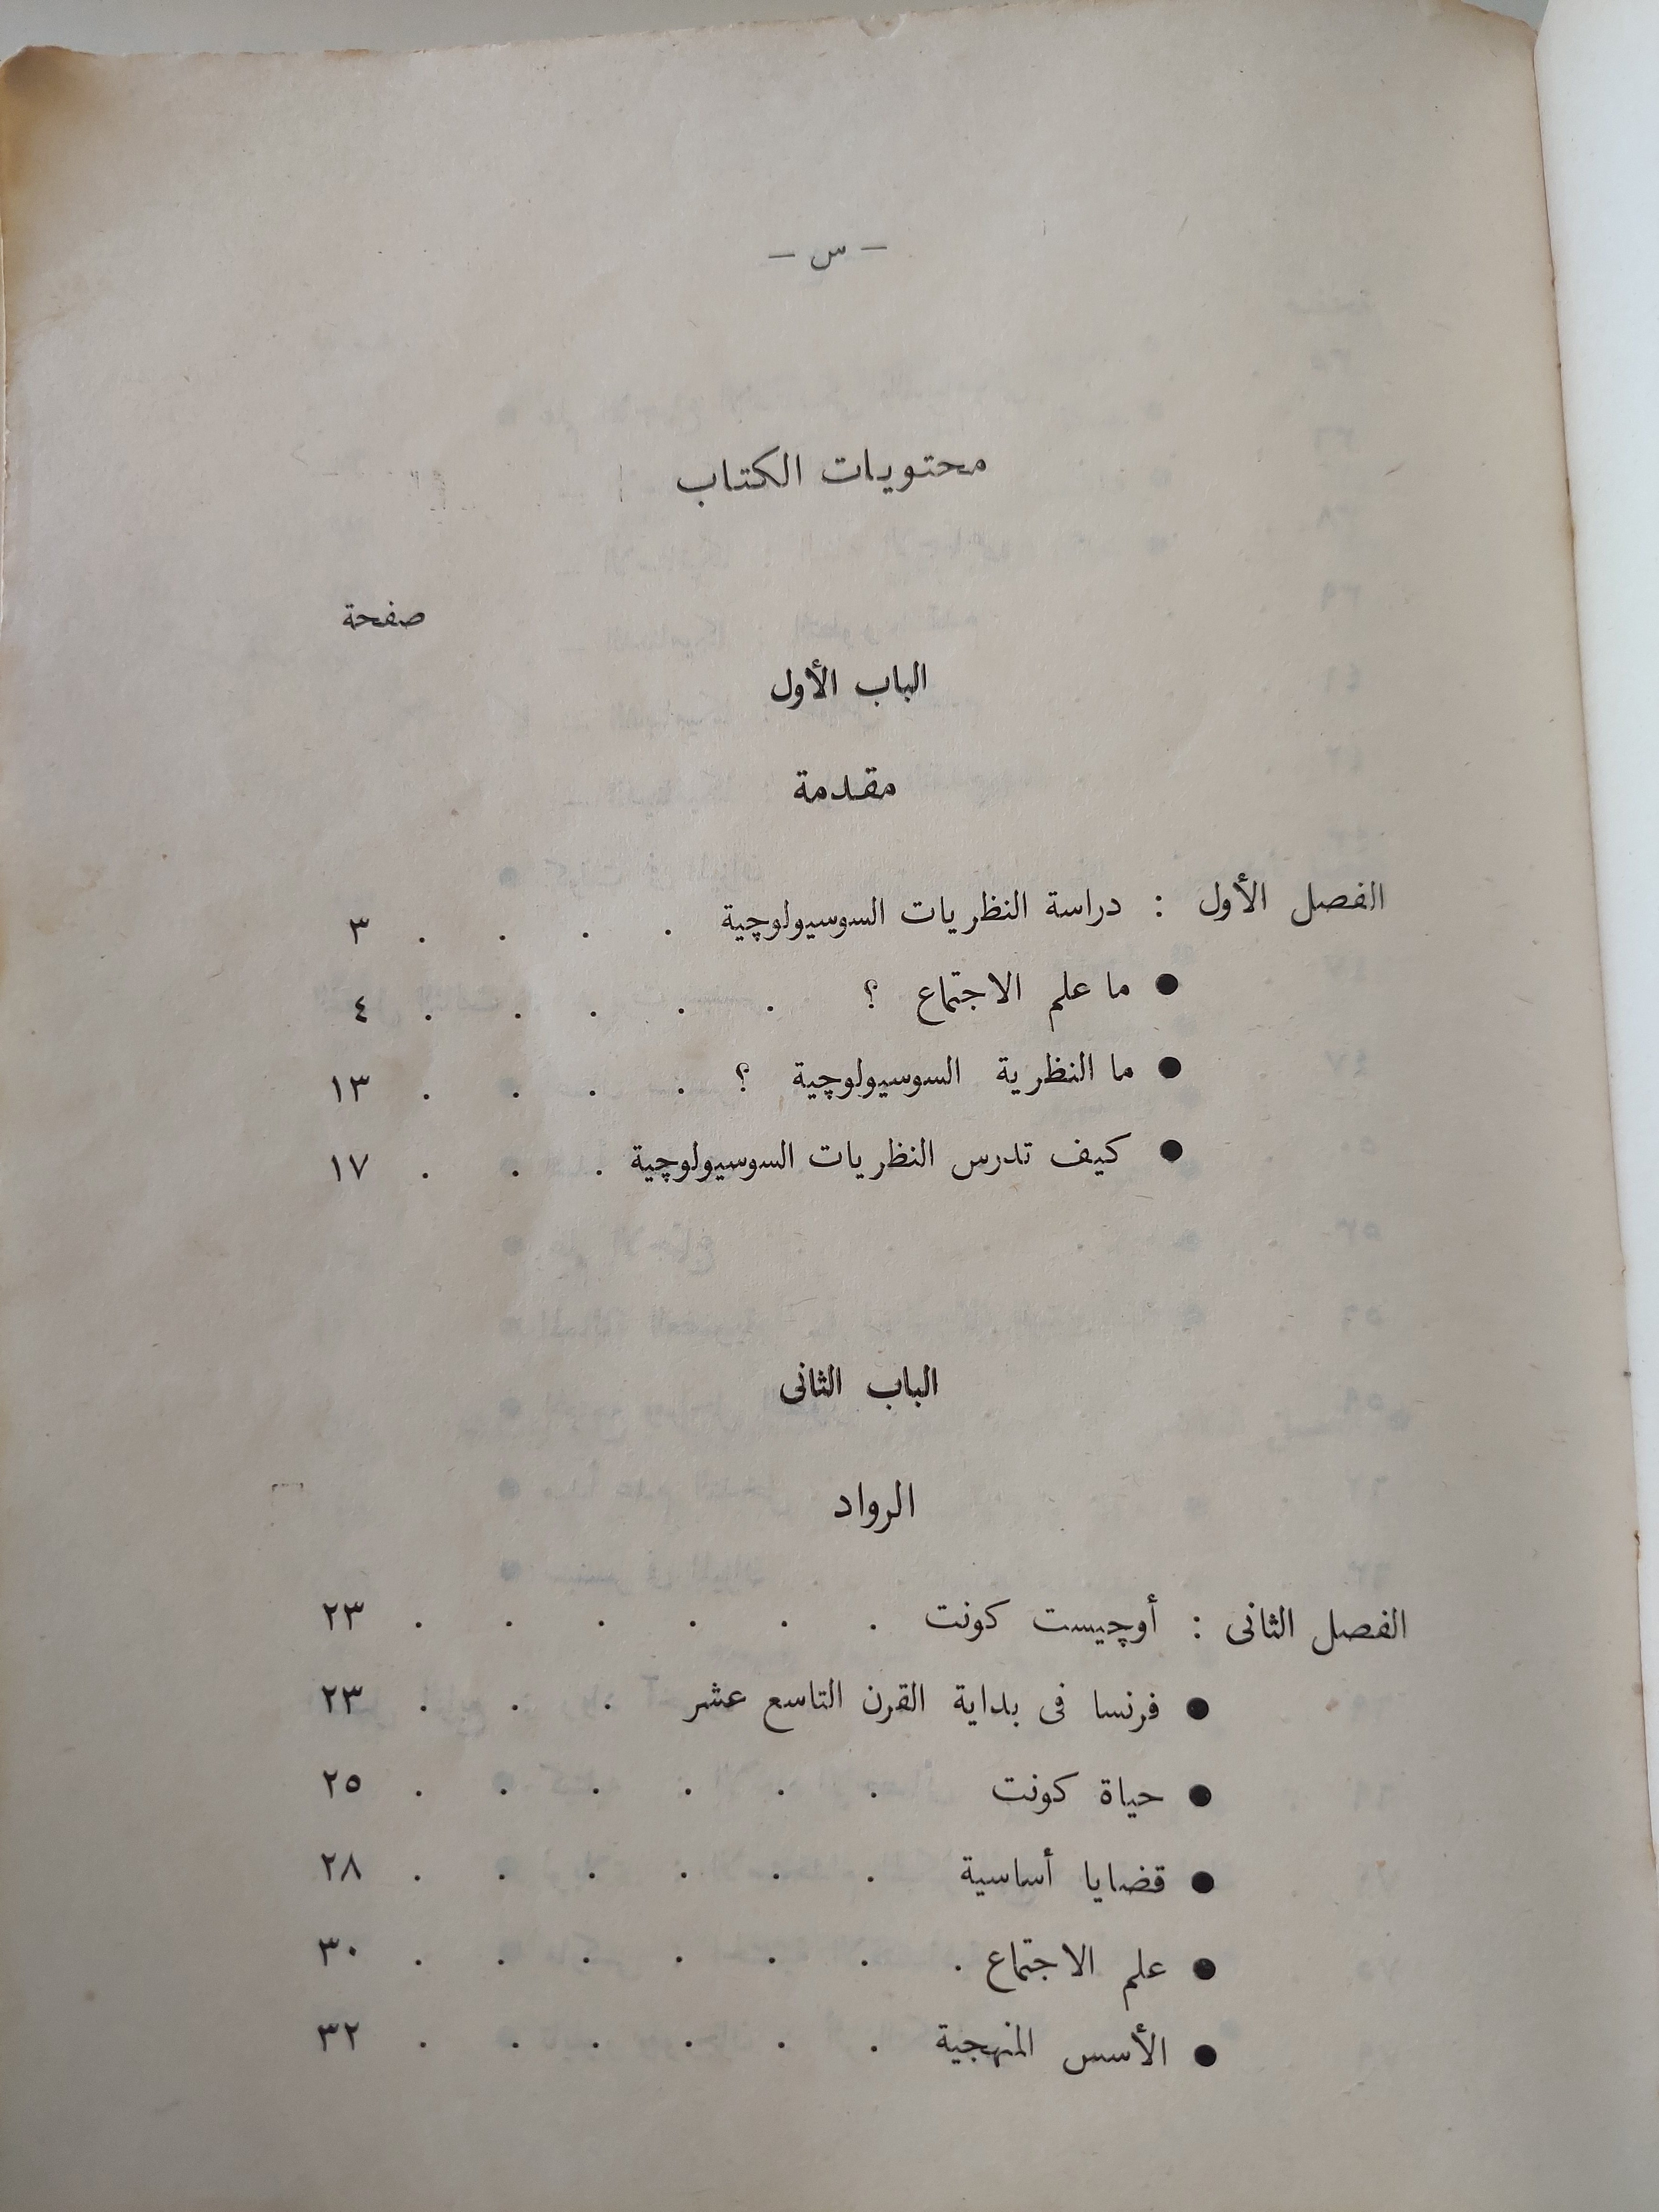 – س –
محتويات الكتاب
صفحة
الباب الأول
مقدمة
الفصل الأول : دراسة النظريات السوسيولوچية . . . . ٣
● ما علم الاجتماع ؟ . . . . . ٤
● ما النظرية السوسيولوچية ؟ . . . . ١٣
● كيف تدرس النظريات السوسيولوچية . . . ١٧
الباب الثانى
الرواد
الفصل الثانى : أوچيست كونت . . . . . . ٢٣
● فرنسا فى بداية القرن التاسع عشر . . . ٢٣
● حياة كونت . . . . . . ٢٥
● قضايا أساسية . . . . . . ٢٨
● علم الاجتماع . . . . . . . ٣٠
● الأسس المنهجية . . . . . . ٣٢